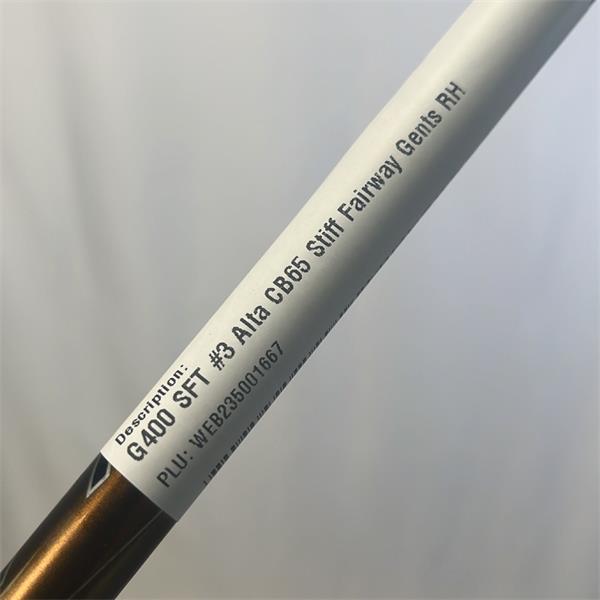 Description:
G400 SFT #3 Alta CB65 Stiff Fairway Gents RH
PLU: WEB235001667